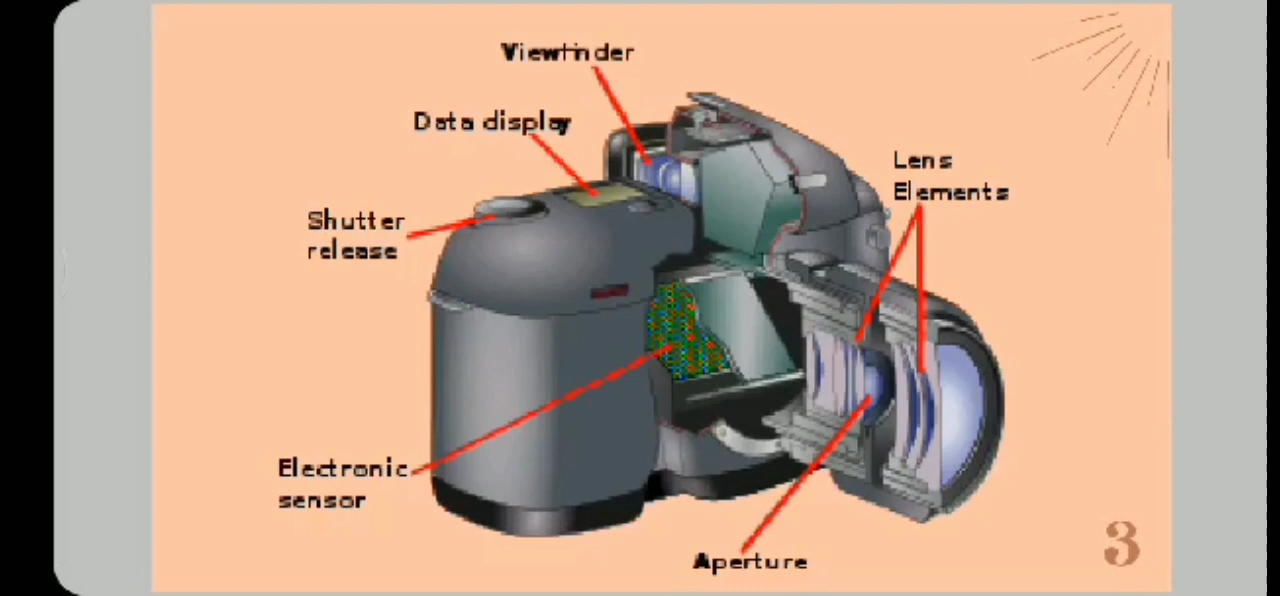 Viewfinder
Data display
Lens
Elements
Shutter
release
Electronic
sensor
Aperture
3